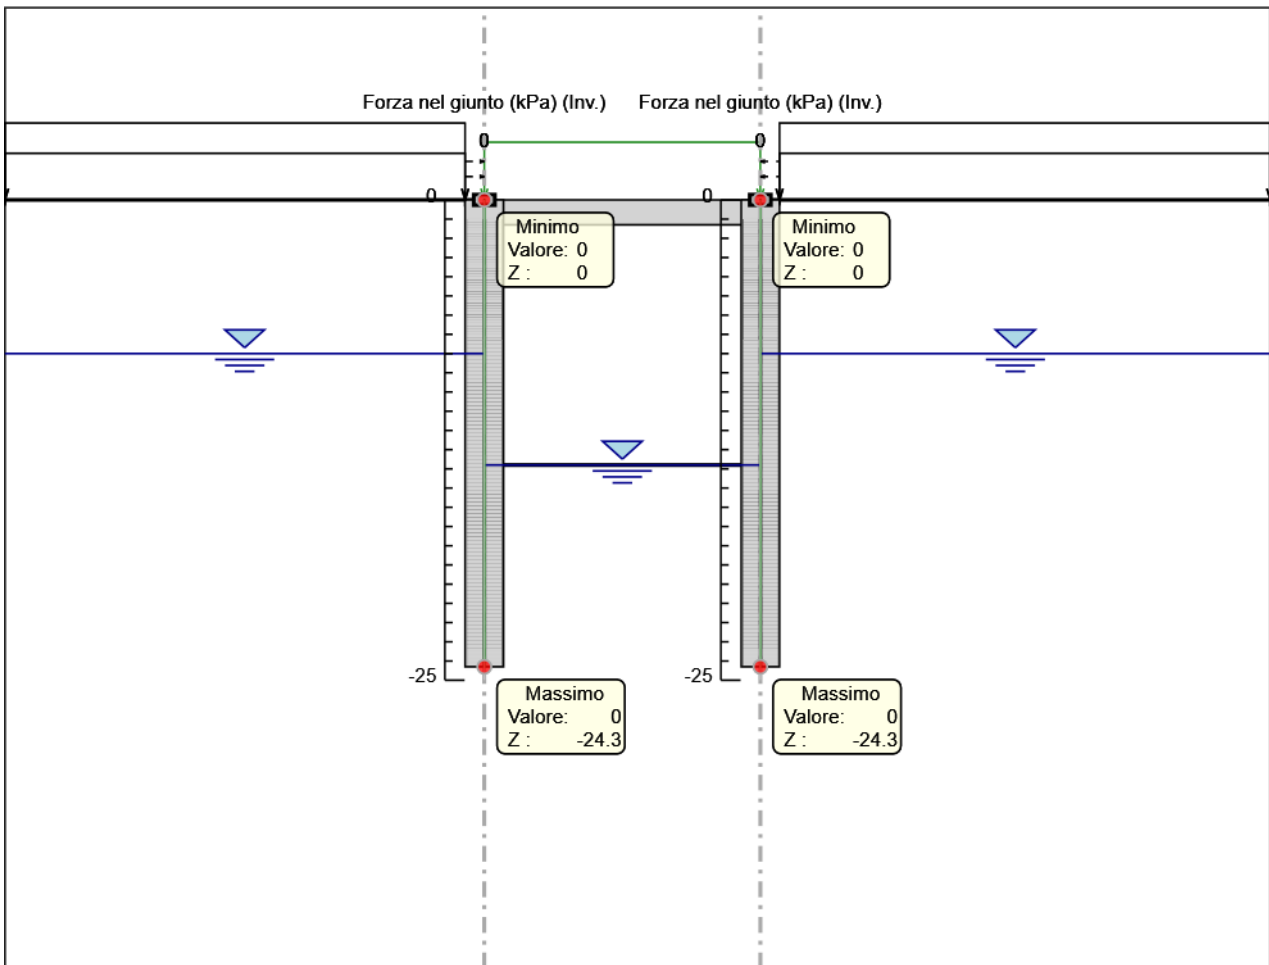 Forza nel giunto (kPa) (Inv.) Forza nel giunto (kPa) (Inv.)
0 0
0 0
Minimo
Valore: 0
Z : 0
Minimo
Valore: 0
Z : 0
-25 -25
Massimo
Valore: 0
Z : -24.3
Massimo
Valore: 0
Z : -24.3